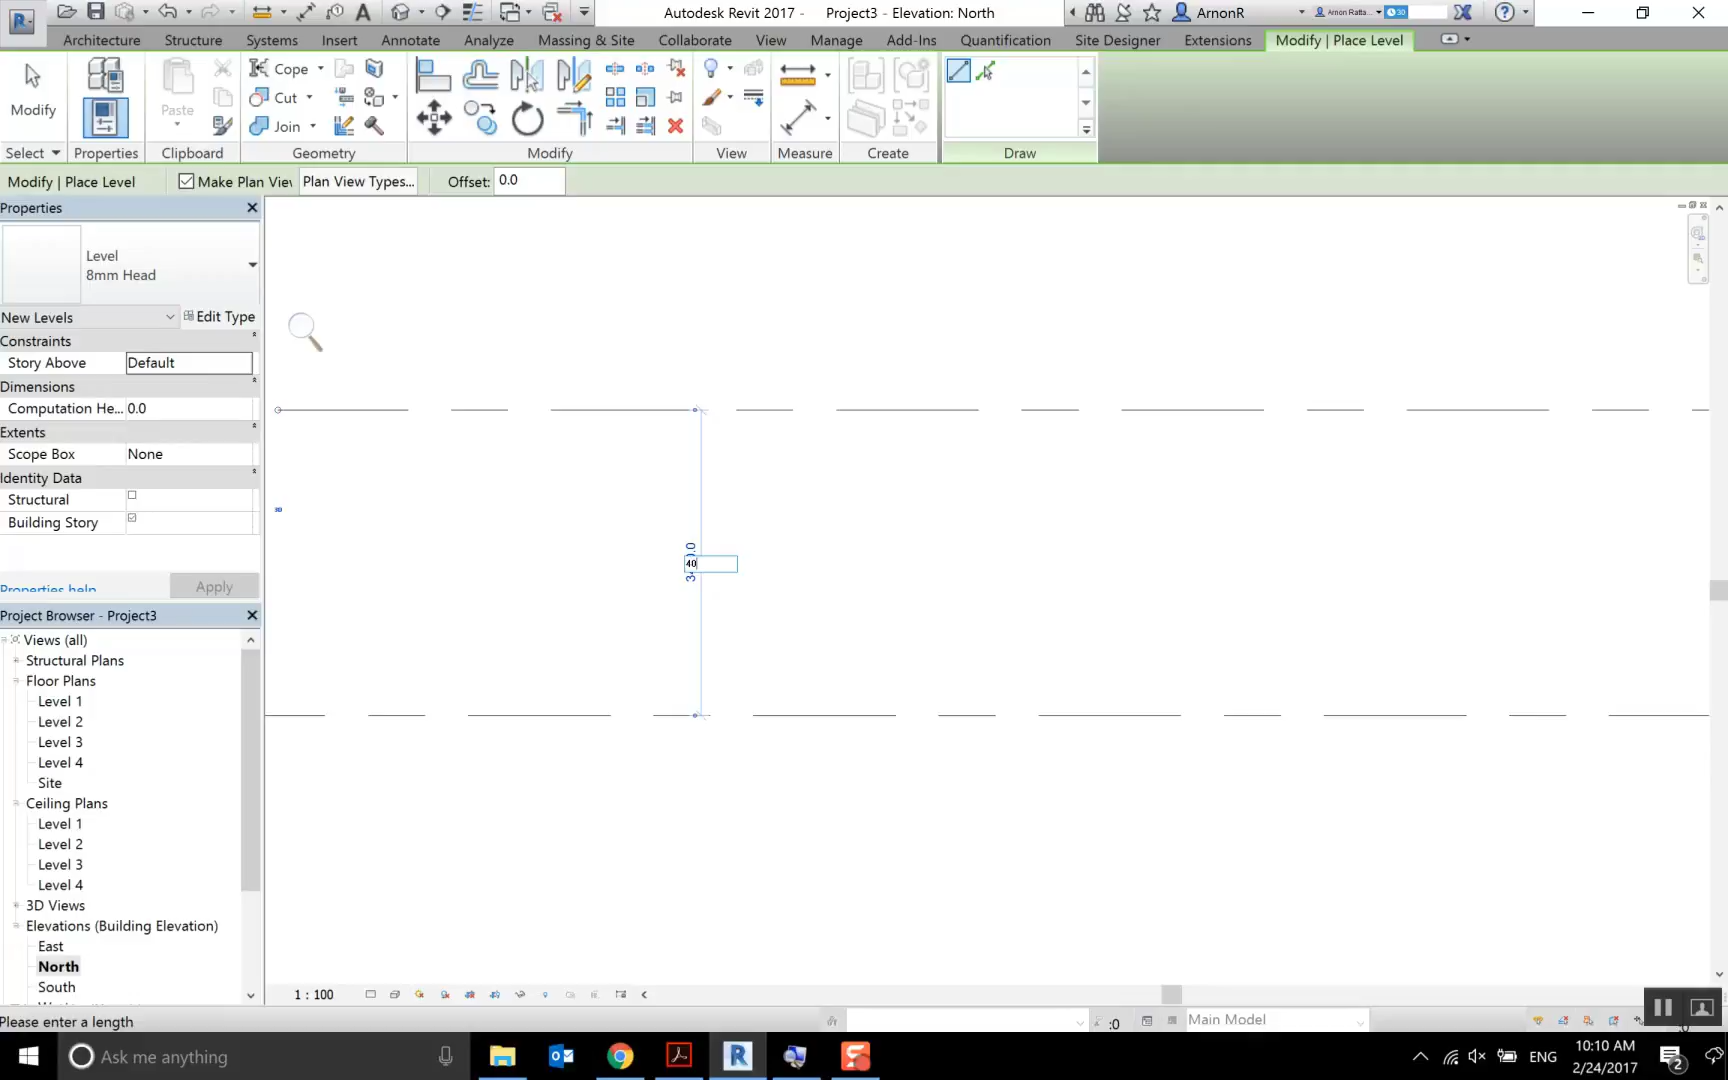 Autodesk Revit 2017 - Project3 - Elevation: North
ArnonR
30
Architecture Structure Systems Insert Annotate Analyze Massing & Site Collaborate View Manage Add-Ins Quantification Site Designer Extensions Modify | Place Level
Modify
Paste
Cope
Cut
Join
Select Properties Clipboard Geometry Modify View Measure Create Draw
Modify | Place Level Make Plan Viev Plan View Types... Offset: 0.0
Properties
Level
8mm Head
New Levels Edit Type
Constraints
Story Above Default
Dimensions
Computation He... 0.0
Extents
Scope Box None
Identity Data
Structural
Building Story
Properties help Apply
40
Project Browser - Project3
Views (all)
Structural Plans
Floor Plans
Level 1
Level 2
Level 3
Level 4
Site
Ceiling Plans
Level 1
Level 2
Level 3
Level 4
3D Views
Elevations (Building Elevation)
East
North
South
1 : 100
Please enter a length
:0
Main Model
Ask me anything
ENG
10:10 AM
2/24/2017
2